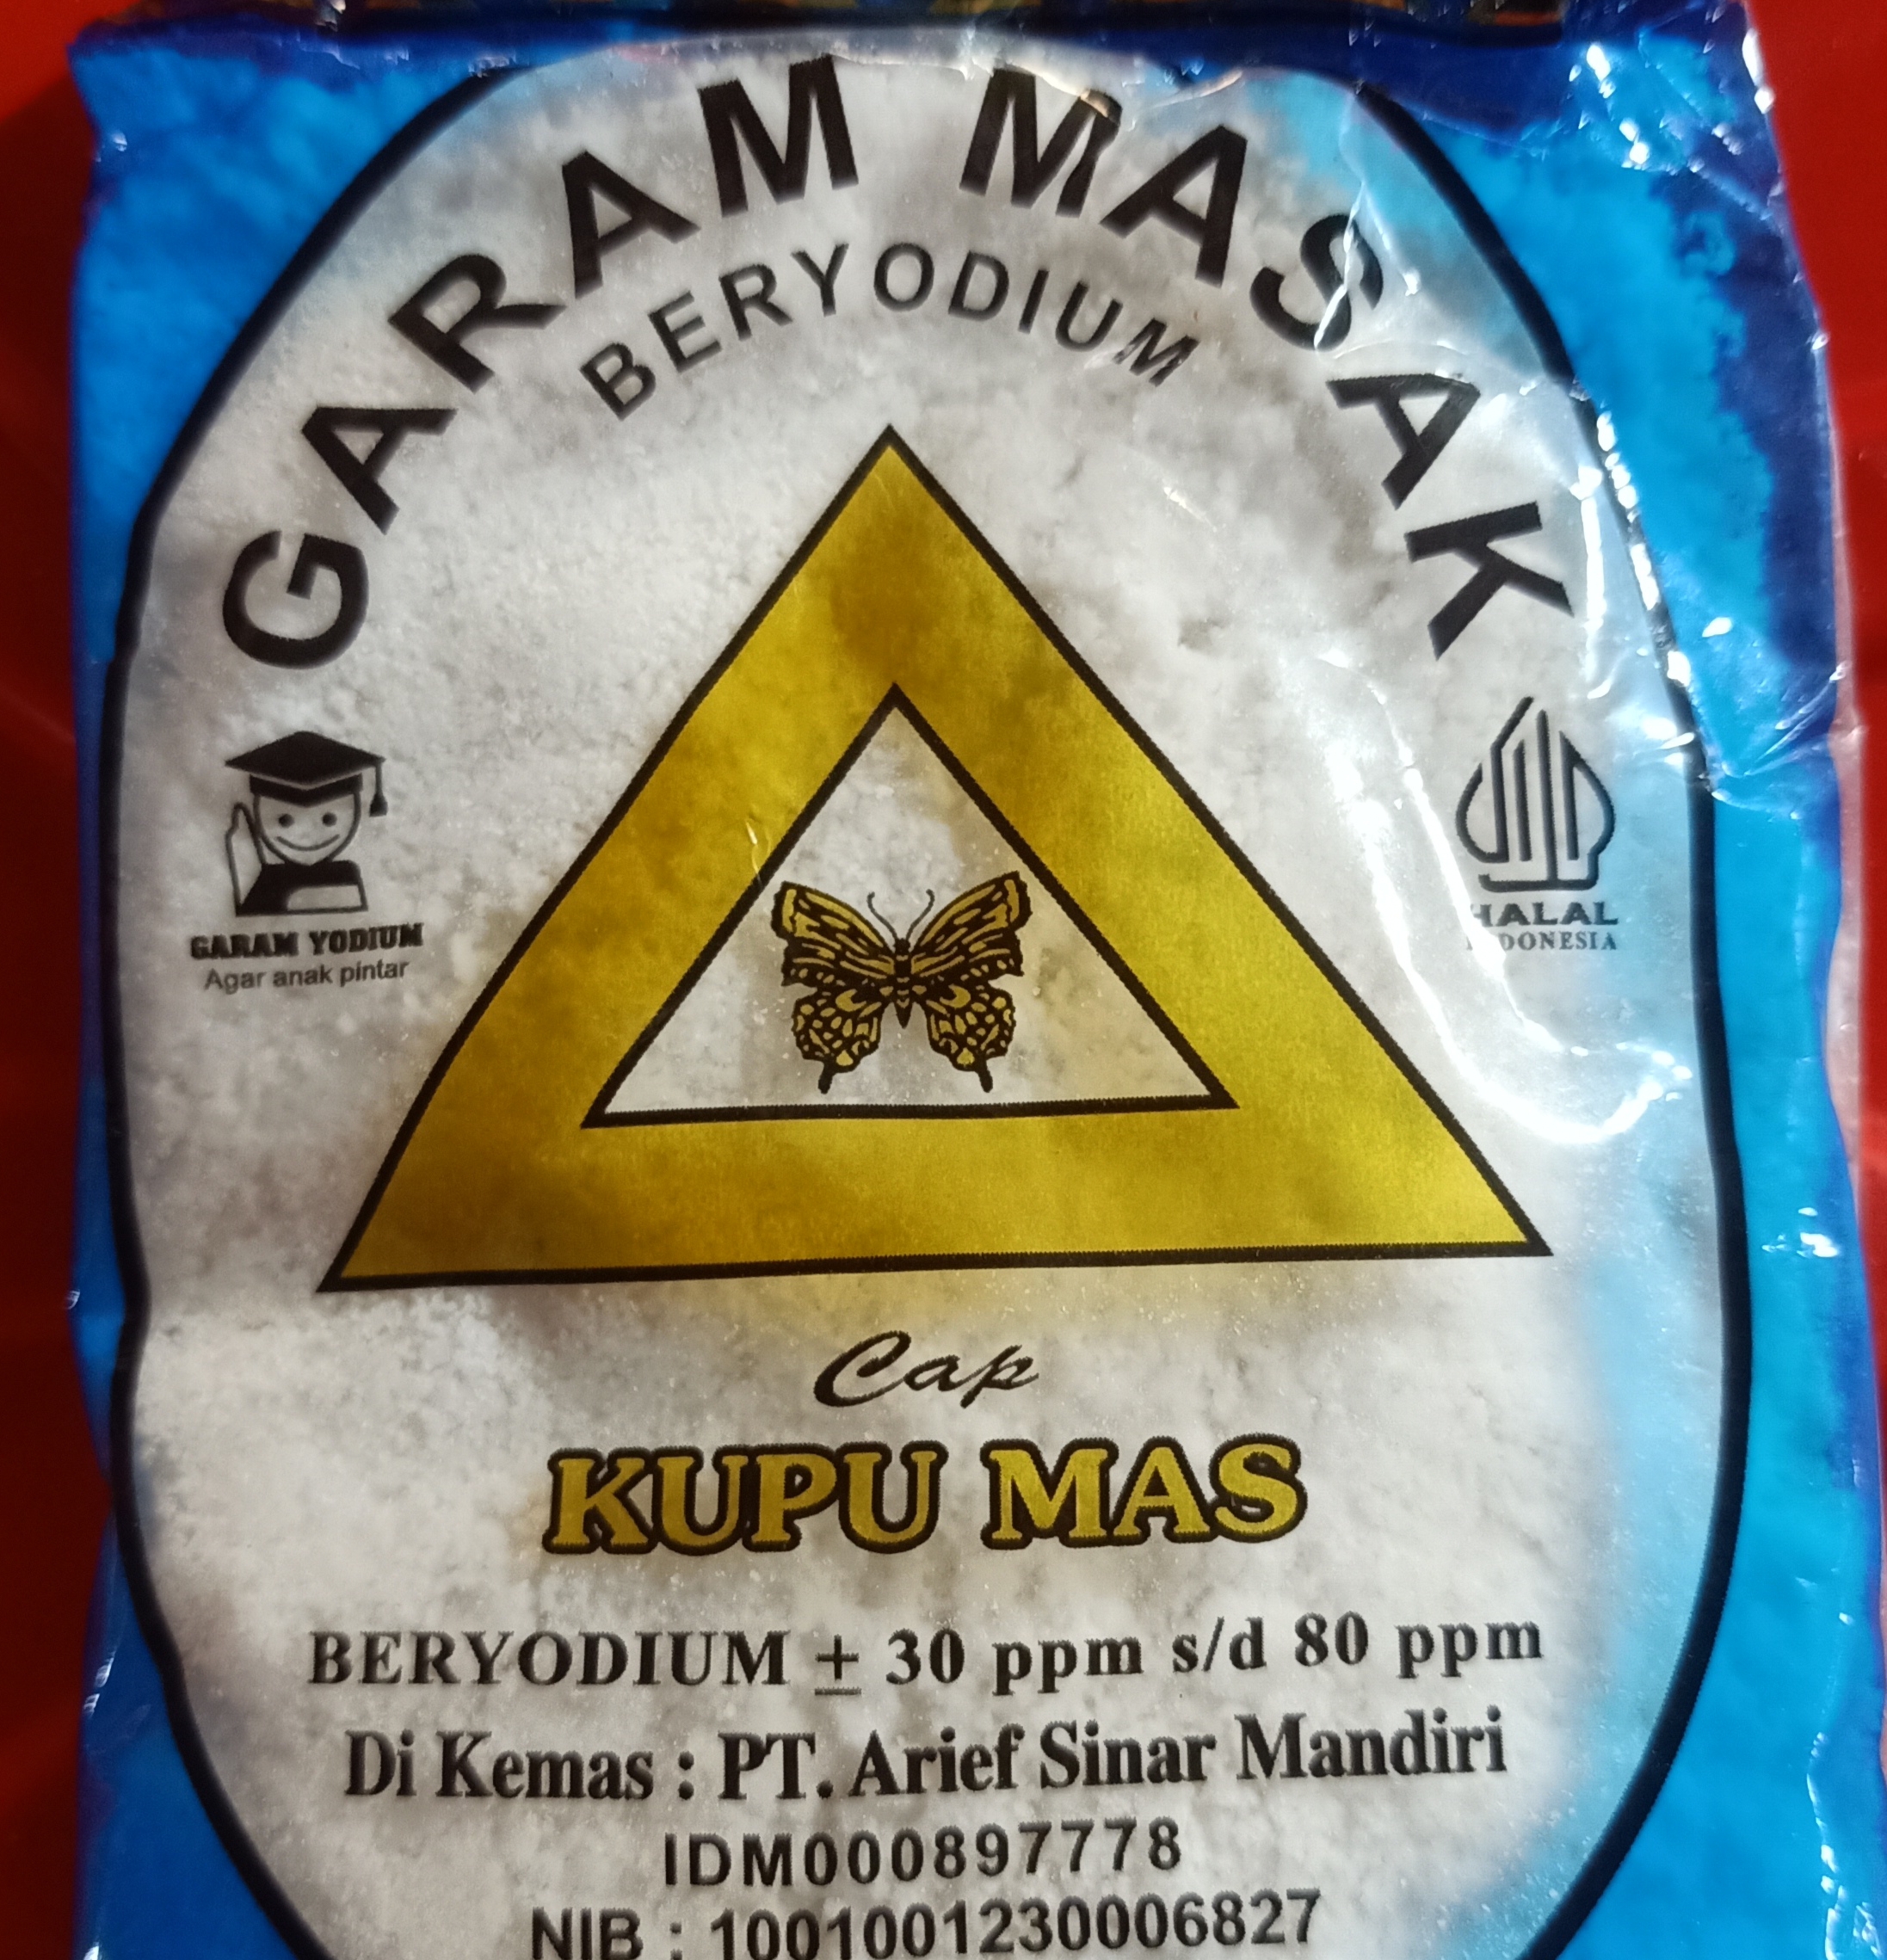 GARAM MASAK
BERYODIUM
GARAM YODIUM
Agar anak pintar
HALAL
INDONESIA
Cap
KUPU MAS
BERYODIUM ± 30 ppm s/d 80 ppm
Di Kemas : PT. Arief Sinar Mandiri
IDM000897778
NIB : 1001001230006827